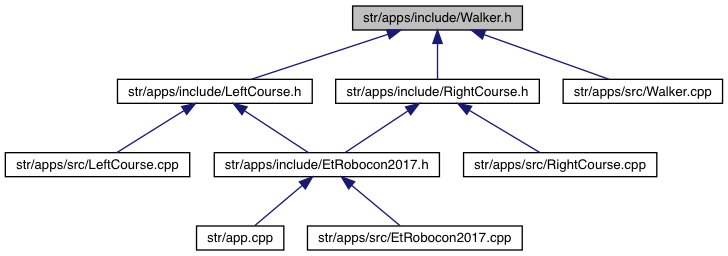 str/apps/include/Walker.h
str/apps/include/LeftCourse.h
str/apps/include/RightCourse.h
str/apps/src/Walker.cpp
str/apps/src/LeftCourse.cpp
str/apps/include/EtRobocon2017.h
str/apps/src/RightCourse.cpp
str/app.cpp
str/apps/src/EtRobocon2017.cpp